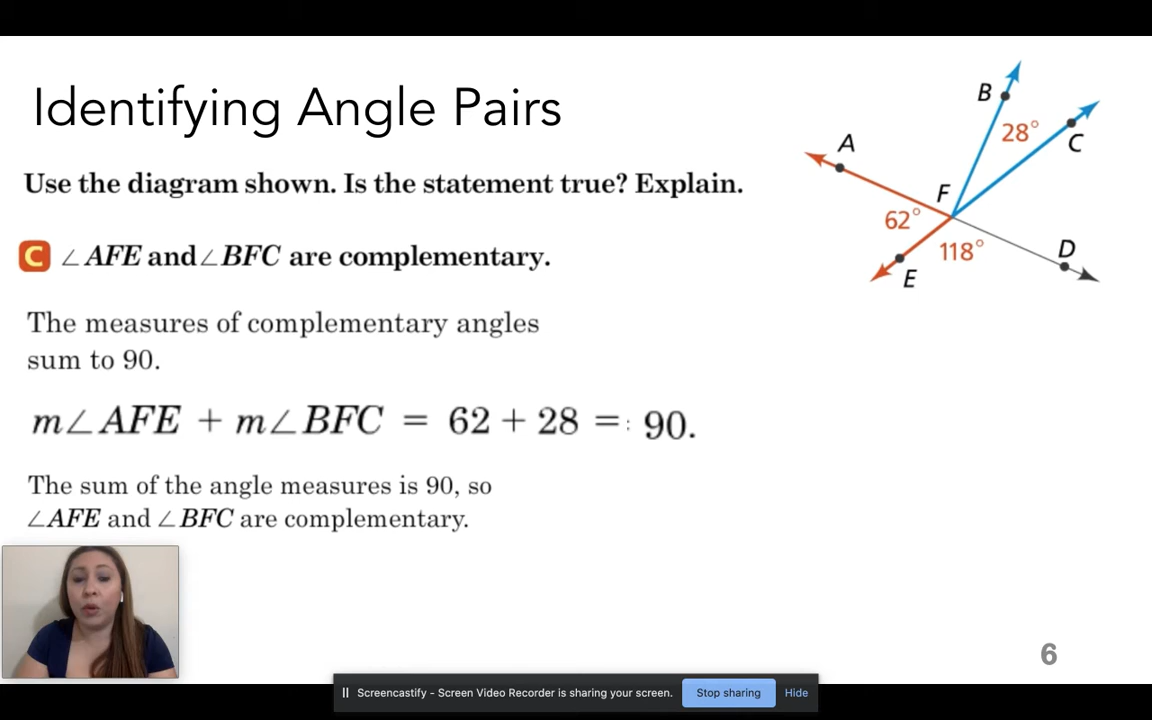 Identifying Angle Pairs
Use the diagram shown. Is the statement true? Explain.
C ∠AFE and ∠BFC are complementary.
The measures of complementary angles
sum to 90.
m∠AFE + m∠BFC = 62 + 28 = 90.
The sum of the angle measures is 90, so
∠AFE and ∠BFC are complementary.
B
28°
C
A
F
62°
118°
D
E
6
Screencastify - Screen Video Recorder is sharing your screen. Stop sharing Hide